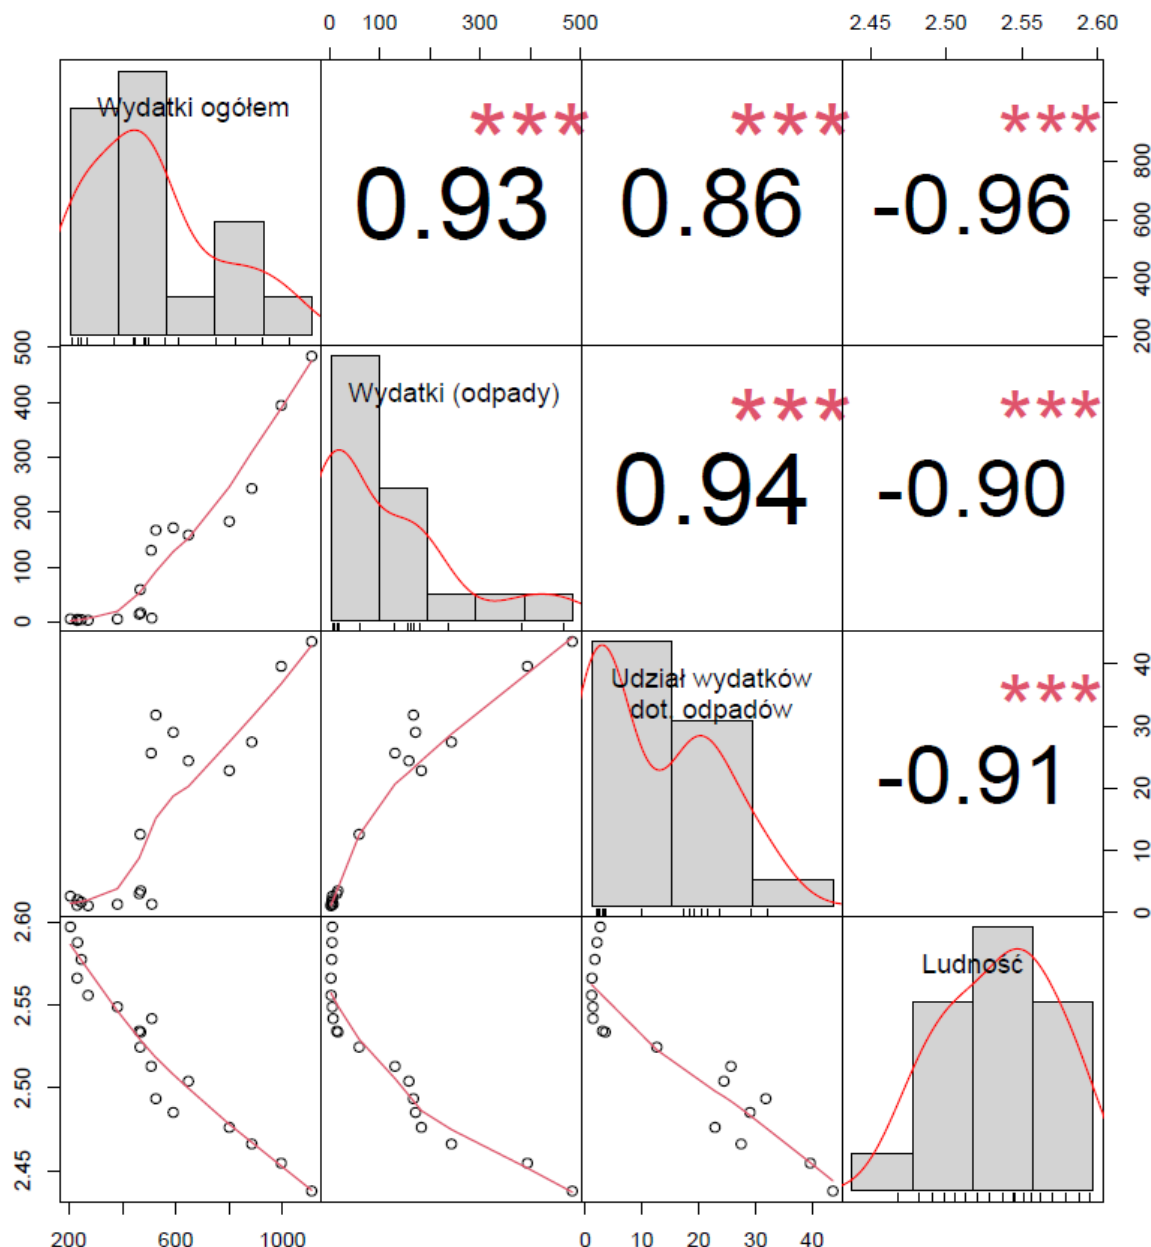 0 100 300 500
2.45 2.50 2.55 2.60
Wydatki ogółem
***
0.93
***
0.86
***
-0.96
200 400 600 800
0 100 200 300 400 500
Wydatki (odpady)
***
0.94
***
-0.90
Udział wydatków
dot. odpadów
***
-0.91
0 10 20 30 40
2.45 2.50 2.55 2.60
Ludność
200 600 1000
0 10 20 30 40